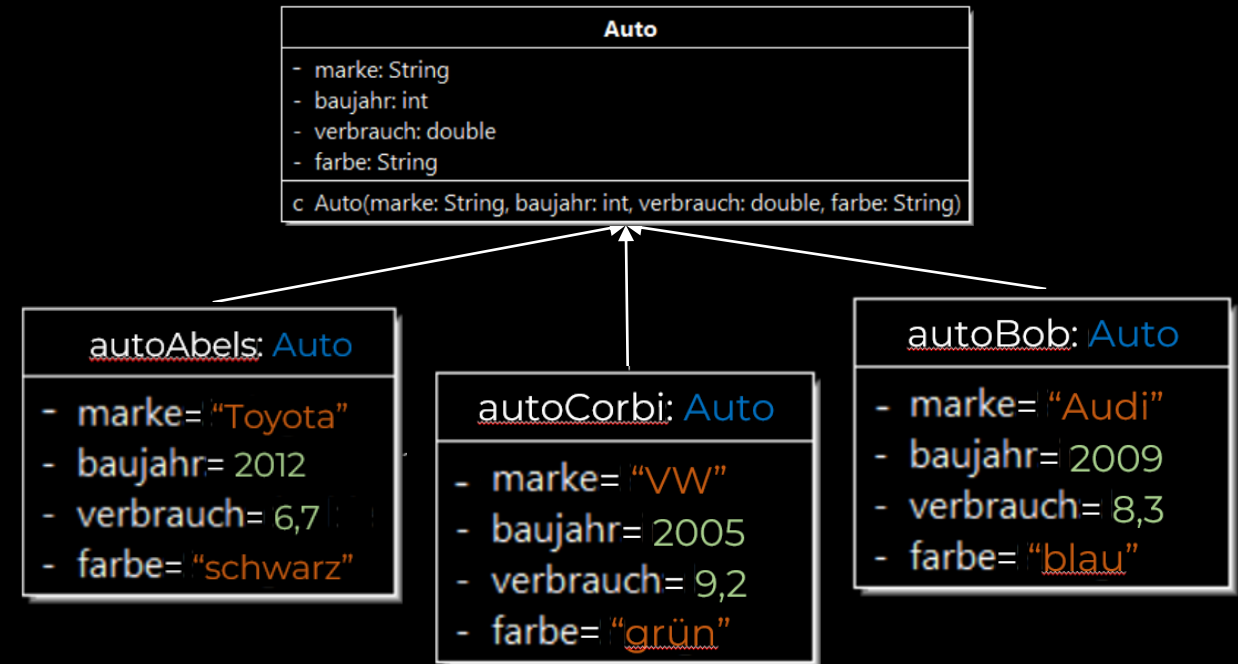 Auto
- marke: String
- baujahr: int
- verbrauch: double
- farbe: String
c Auto(marke: String, baujahr: int, verbrauch: double, farbe: String)
autoAbels: Auto
- marke= “Toyota”
- baujahr= 2012
- verbrauch= 6,7
- farbe= “schwarz”
autoCorbi: Auto
- marke= “VW”
- baujahr= 2005
- verbrauch= 9,2
- farbe= “grün”
autoBob: Auto
- marke= “Audi”
- baujahr= 2009
- verbrauch= 8,3
- farbe= “blau”